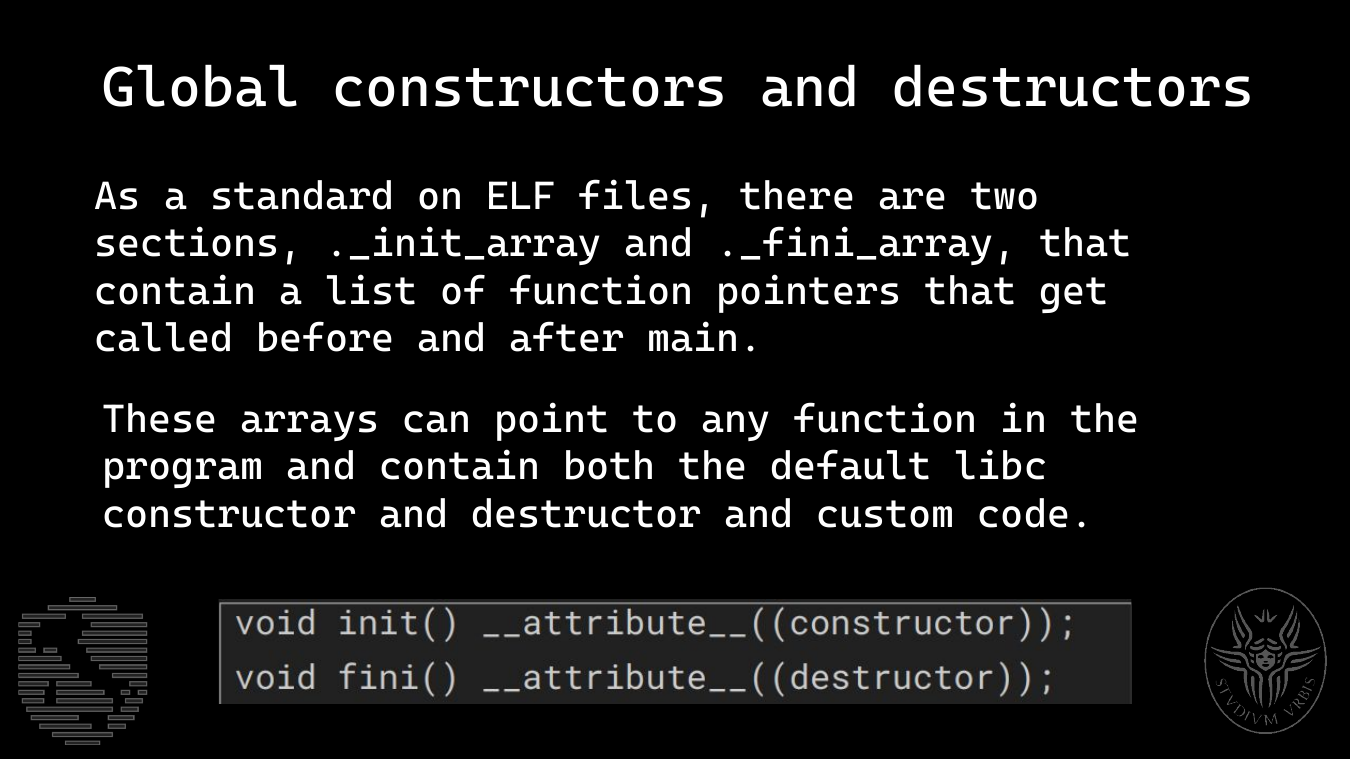 Global constructors and destructors
As a standard on ELF files, there are two
sections, ._init_array and ._fini_array, that
contain a list of function pointers that get
called before and after main.
These arrays can point to any function in the
program and contain both the default libc
constructor and destructor and custom code.
void init() __attribute__((constructor));
void fini() __attribute__((destructor));
STVDIVM VRBIS